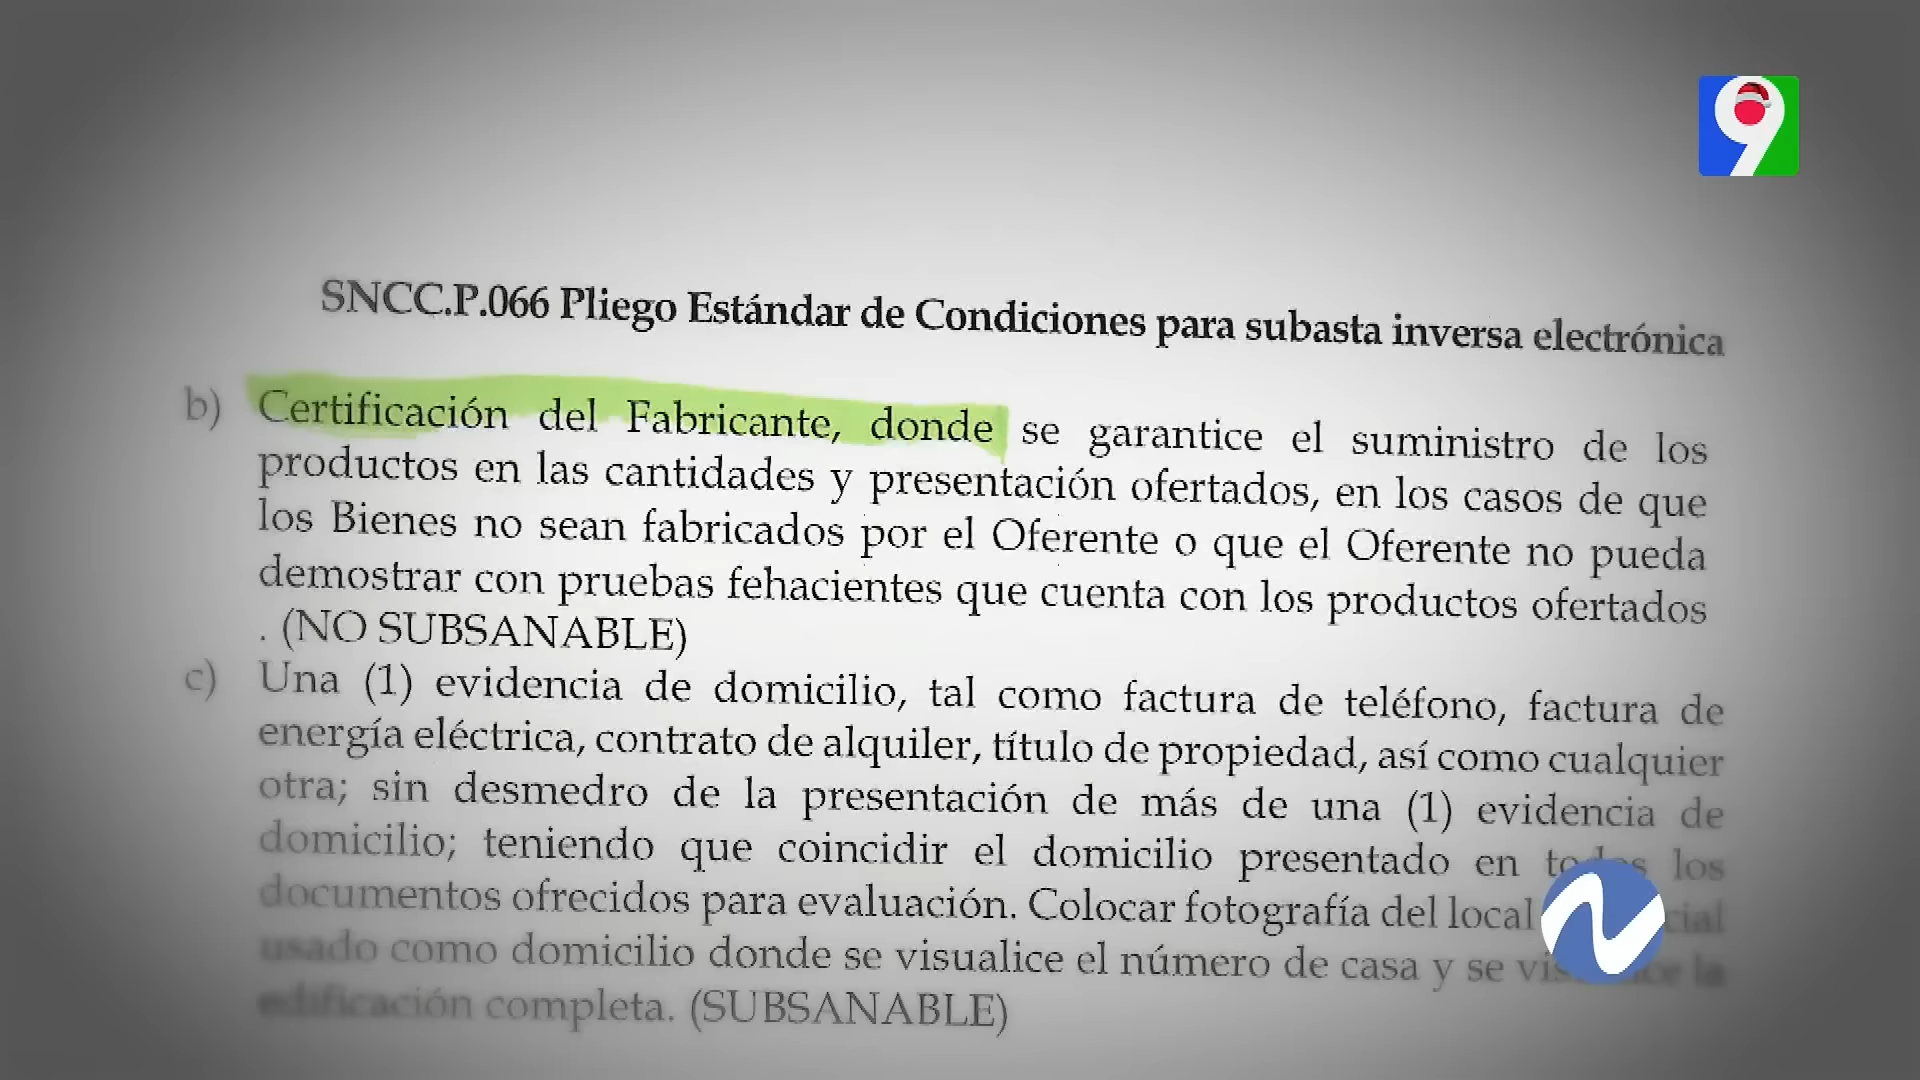 9
SNCC.P.066 Pliego Estándar de Condiciones para subasta inversa electrónica
b) Certificación del Fabricante, donde se garantice el suministro de los
productos en las cantidades y presentación ofertados, en los casos de que
los Bienes no sean fabricados por el Oferente o que el Oferente no pueda
demostrar con pruebas fehacientes que cuenta con los productos ofertados
. (NO SUBSANABLE)
c) Una (1) evidencia de domicilio, tal como factura de teléfono, factura de
energía eléctrica, contrato de alquiler, título de propiedad, así como cualquier
otra; sin desmedro de la presentación de más de una (1) evidencia de
domicilio; teniendo que coincidir el domicilio presentado en todos los
documentos ofrecidos para evaluación. Colocar fotografía del local
usado como domicilio donde se visualice el número de casa y se la
edificación completa. (SUBSANABLE)